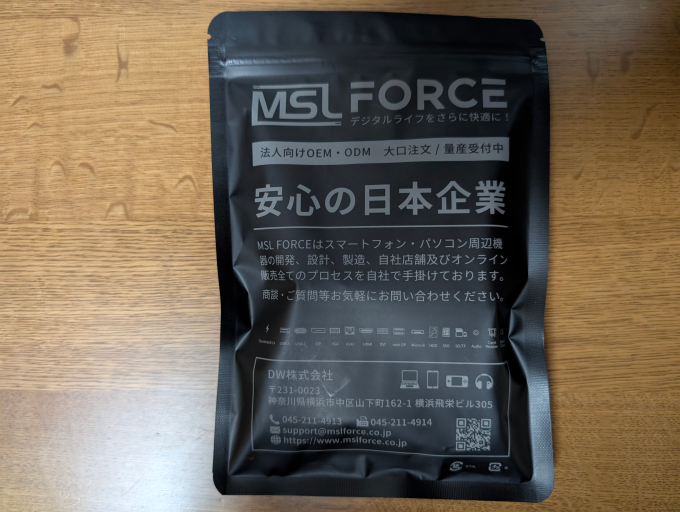 MSL FORCE
デジタルライフをさらに快適に！
法人向けOEM・ODM 大口注文 / 量産受付中
安心の日本企業
MSL FORCEはスマートフォン・パソコン周辺機
器の開発、設計、製造、自社店舗及びオンライン
販売全てのプロセスを自社で手掛けております。
商談・ご質問等お気軽にお問い合わせください。
DP
DVI
mini DP
Audio
DW株式会社
〒231-0023
神奈川県横浜市中区山下町162-1 横浜飛栄ビル305
045-211-4913 045-211-4914
support@mslforce.co.jp
https://www.mslforce.co.jp